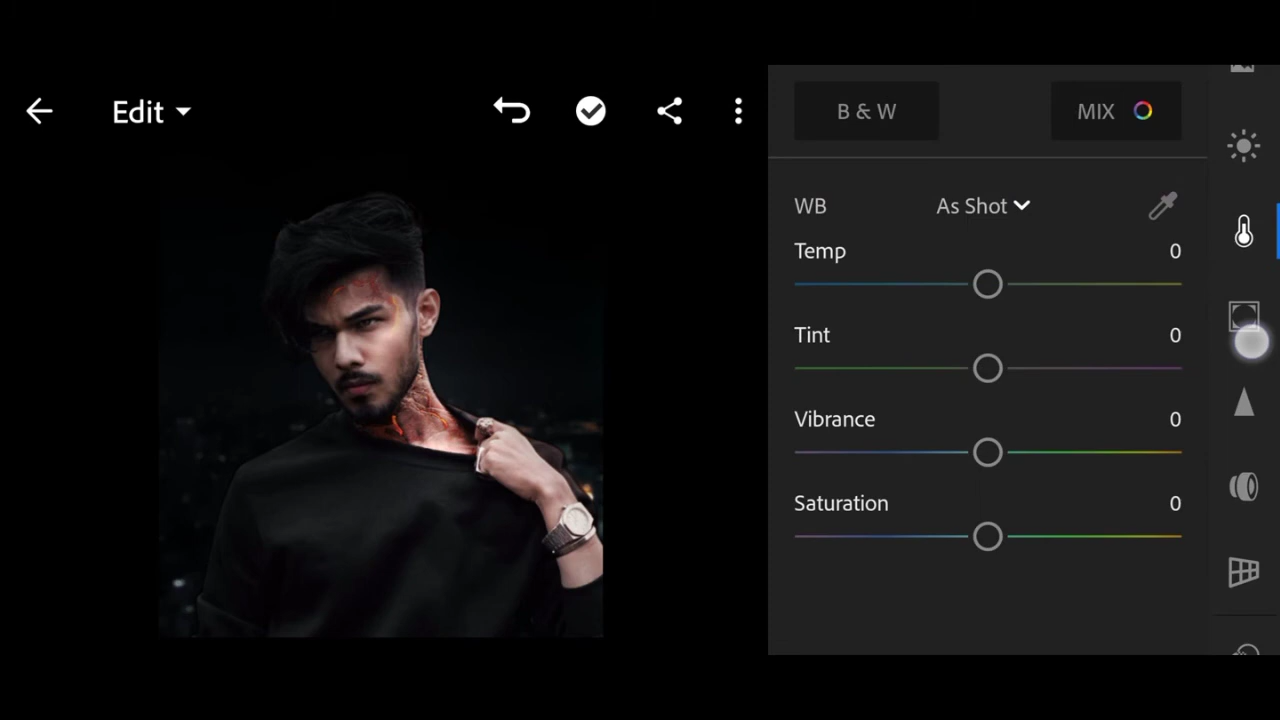 Edit
B & W
MIX
WB
As Shot
Temp
0
Tint
0
Vibrance
0
Saturation
0